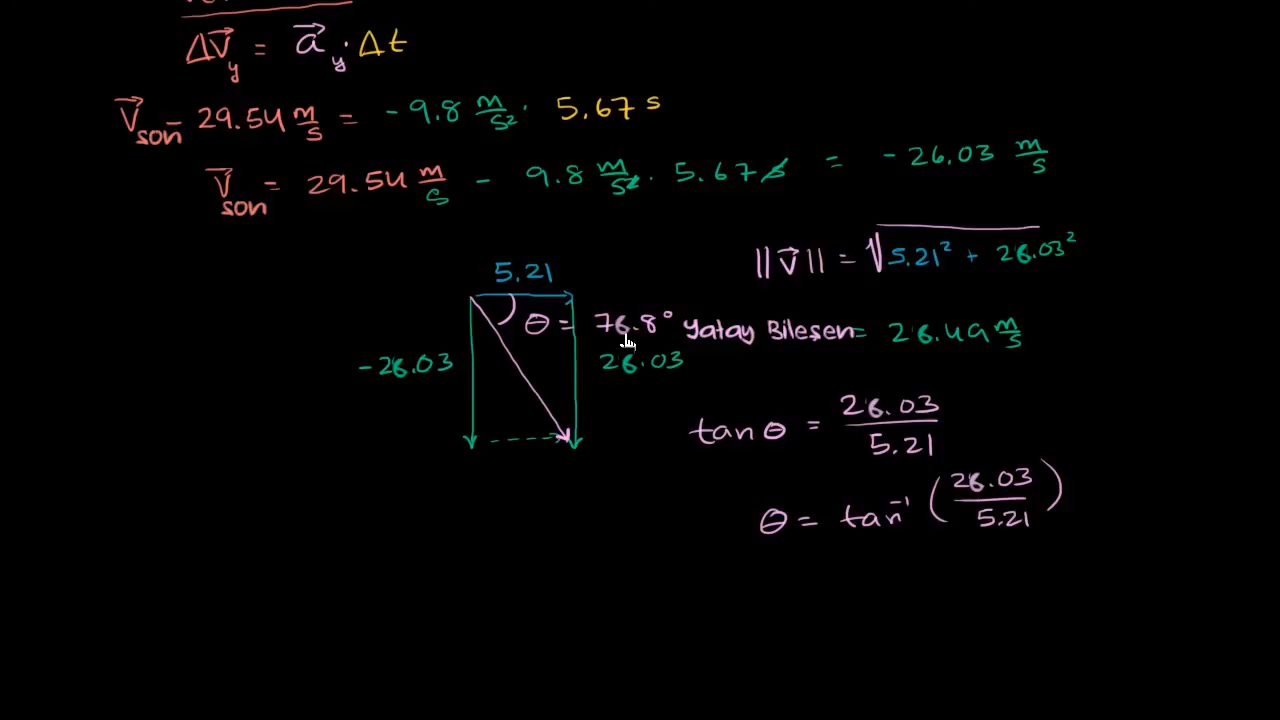 Δv⃗y = a⃗y · Δt
V⃗son - 29.54 m/s = -9.8 m/s² · 5.67 s
V⃗son = 29.54 m/s - 9.8 m/s² · 5.67 s = -26.03 m/s
||V⃗|| = √5.21² + 26.03²
5.21
θ = 76.8° Yatay Bileşen = 26.49 m/s
-26.03 26.03
tan θ = 26.03/5.21
θ = tan⁻¹ (26.03/5.21)